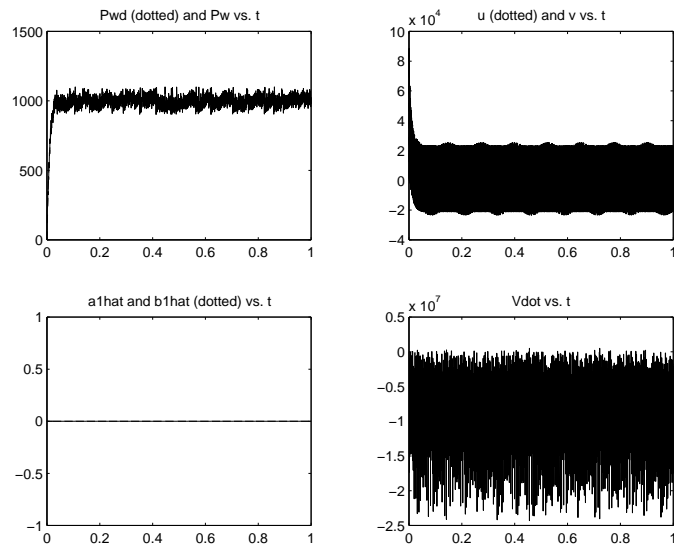 Pwd (dotted) and Pw vs. t
1500
1000
500
0
0 0.2 0.4 0.6 0.8 1
u (dotted) and v vs. t
x 10^4
10
8
6
4
2
0
−2
−4
0 0.2 0.4 0.6 0.8 1
a1hat and b1hat (dotted) vs. t
1
0.5
0
−0.5
−1
0 0.2 0.4 0.6 0.8 1
Vdot vs. t
x 10^7
0.5
0
−0.5
−1
−1.5
−2
−2.5
0 0.2 0.4 0.6 0.8 1